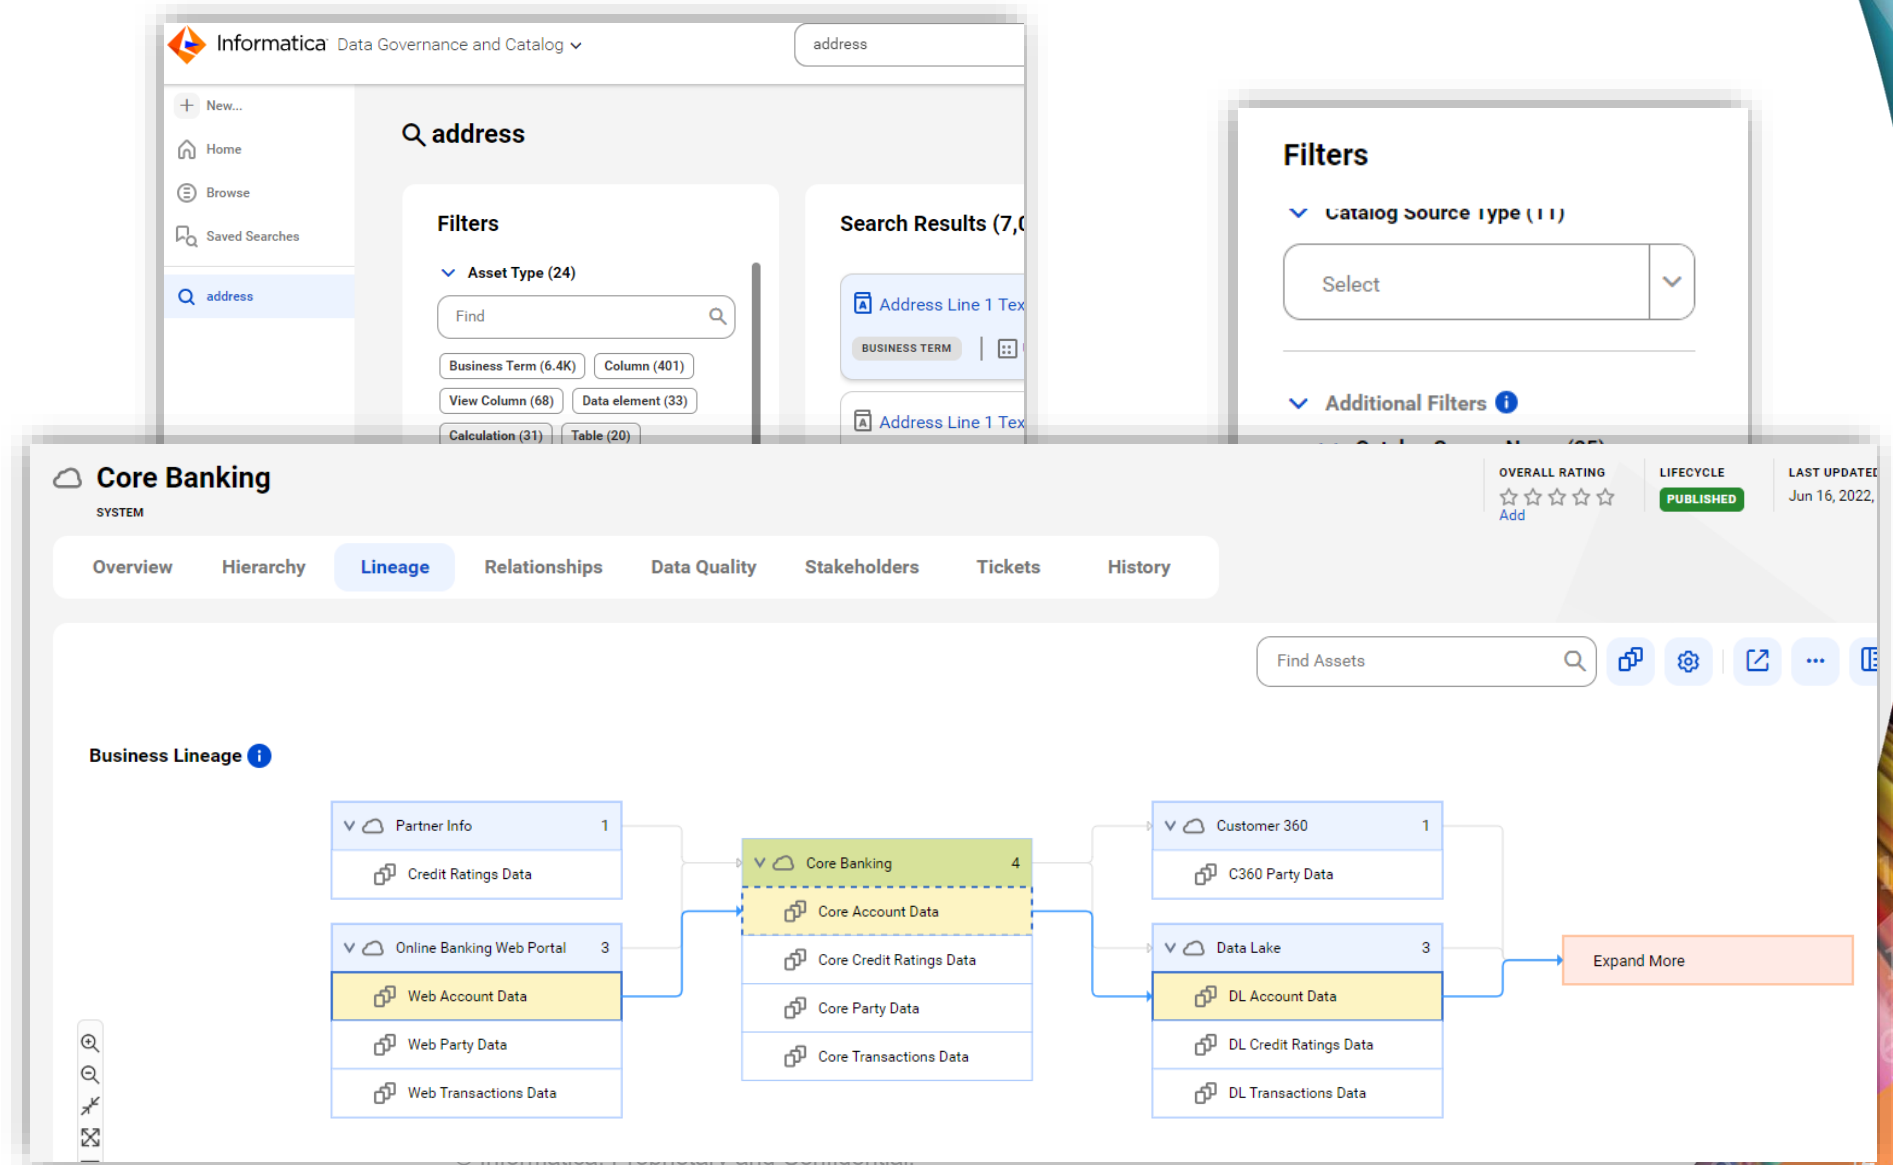 Informatica Data Governance and Catalog
address
New...
Home
Browse
Saved Searches
address
address
Filters
Asset Type (24)
Find
Business Term (6.4K) Column (401)
View Column (68) Data element (33)
Calculation (31) Table (20)
Search Results (7,0
Address Line 1 Tex
BUSINESS TERM
Address Line 1 Tex
Filters
Catalog Source Type (11)
Select
Additional Filters
Core Banking
SYSTEM
OVERALL RATING
Add
LIFECYCLE
PUBLISHED
LAST UPDATED
Jun 16, 2022,
Overview Hierarchy Lineage Relationships Data Quality Stakeholders Tickets History
Find Assets
Business Lineage
Partner Info 1
Credit Ratings Data
Online Banking Web Portal 3
Web Account Data
Web Party Data
Web Transactions Data
Core Banking 4
Core Account Data
Core Credit Ratings Data
Core Party Data
Core Transactions Data
Customer 360 1
C360 Party Data
Data Lake 3
DL Account Data
DL Credit Ratings Data
DL Transactions Data
Expand More
© Informatica. Proprietary and Confidential.